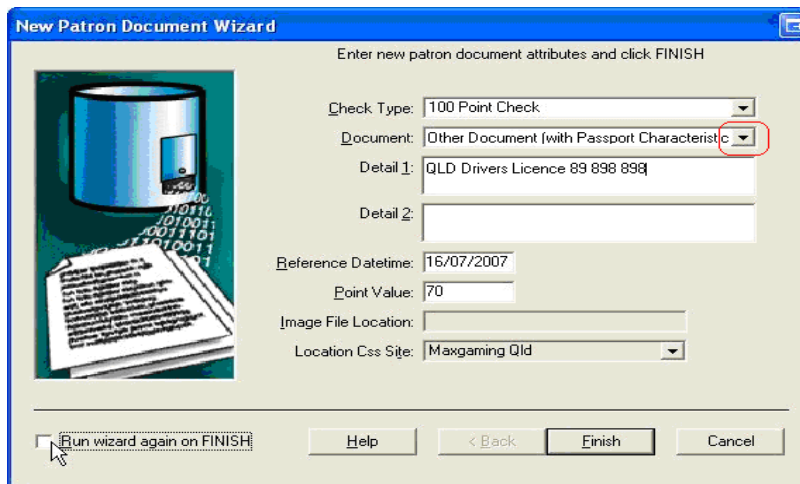 New Patron Document Wizard
Enter new patron document attributes and click FINISH
Check Type: 100 Point Check
Document: Other Document (with Passport Characteristic
Detail 1: QLD Drivers Licence 89 898 898
Detail 2:
Reference Datetime: 16/07/2007
Point Value: 70
Image File Location:
Location Css Site: Maxgaming Qld
Run wizard again on FINISH
Help
< Back
Finish
Cancel